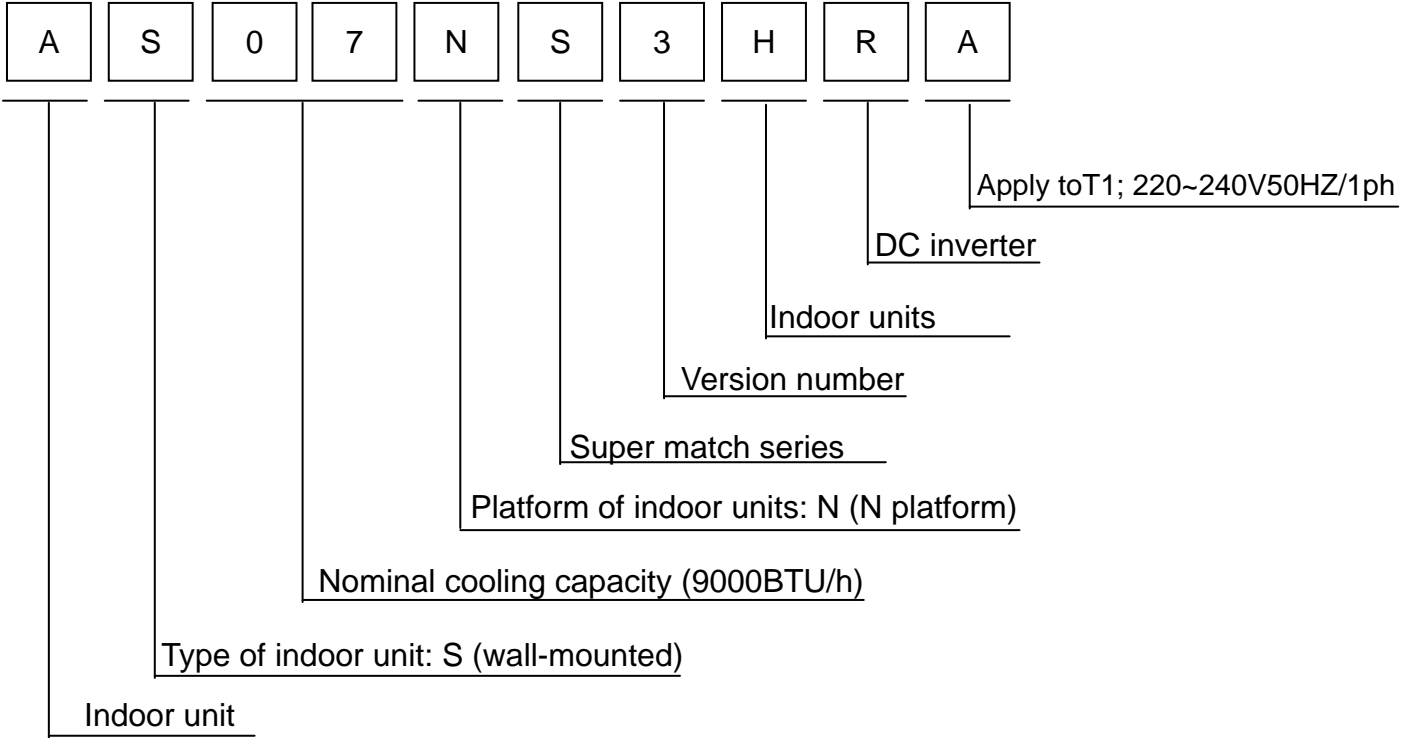 A S 0 7 N S 3 H R A
Apply toT1; 220~240V50HZ/1ph
DC inverter
Indoor units
Version number
Super match series
Platform of indoor units: N (N platform)
Nominal cooling capacity (9000BTU/h)
Type of indoor unit: S (wall-mounted)
Indoor unit